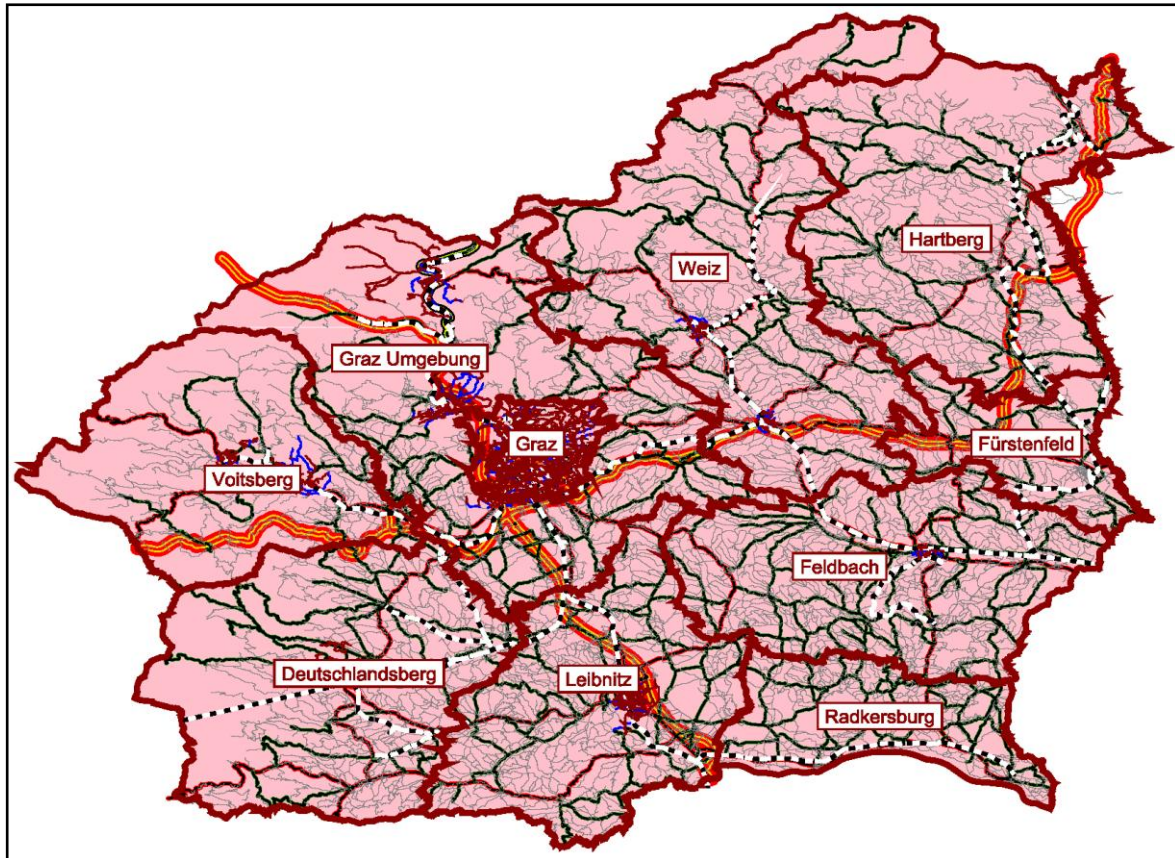 Hartberg
Weiz
Graz Umgebung
Graz
Fürstenfeld
Voitsberg
Feldbach
Deutschlandsberg
Leibnitz
Radkersburg